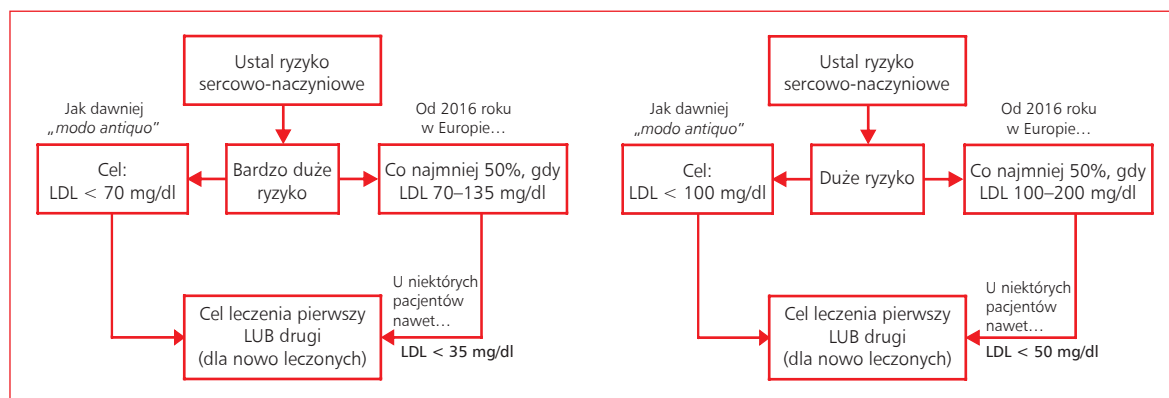 Ustal ryzyko
sercowo-naczyniowe
Jak dawniej
„modo antiquo”
Od 2016 roku
w Europie…
Cel:
LDL < 70 mg/dl
Bardzo duże
ryzyko
Co najmniej 50%, gdy
LDL 70–135 mg/dl
U niektórych
pacjentów
nawet…
Cel leczenia pierwszy
LUB drugi
(dla nowo leczonych)
LDL < 35 mg/dl
Ustal ryzyko
sercowo-naczyniowe
Jak dawniej
„modo antiquo”
Od 2016 roku
w Europie…
Cel:
LDL < 100 mg/dl
Duże ryzyko
Co najmniej 50%, gdy
LDL 100–200 mg/dl
U niektórych
pacjentów
nawet…
Cel leczenia pierwszy
LUB drugi
(dla nowo leczonych)
LDL < 50 mg/dl